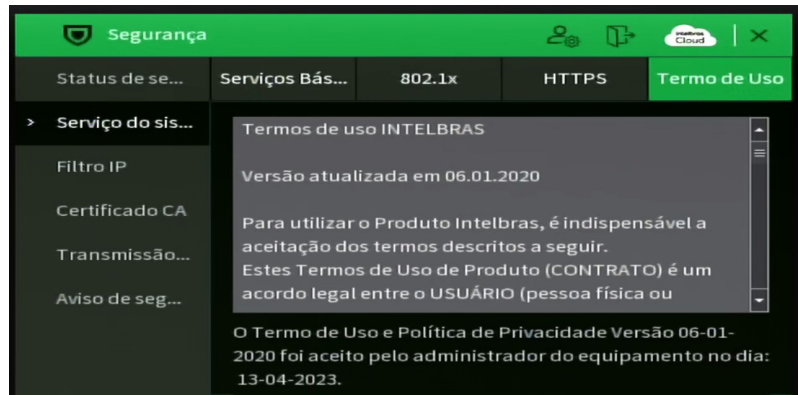 Segurança
intelbras
Cloud
Status de se...
Serviços Bás...
802.1x
HTTPS
Termo de Uso
> Serviço do sis...
Filtro IP
Certificado CA
Transmissão...
Aviso de seg...
Termos de uso INTELBRAS
Versão atualizada em 06.01.2020
Para utilizar o Produto Intelbras, é indispensável a
aceitação dos termos descritos a seguir.
Estes Termos de Uso de Produto (CONTRATO) é um
acordo legal entre o USUÁRIO (pessoa física ou
O Termo de Uso e Política de Privacidade Versão 06-01-
2020 foi aceito pelo administrador do equipamento no dia:
13-04-2023.